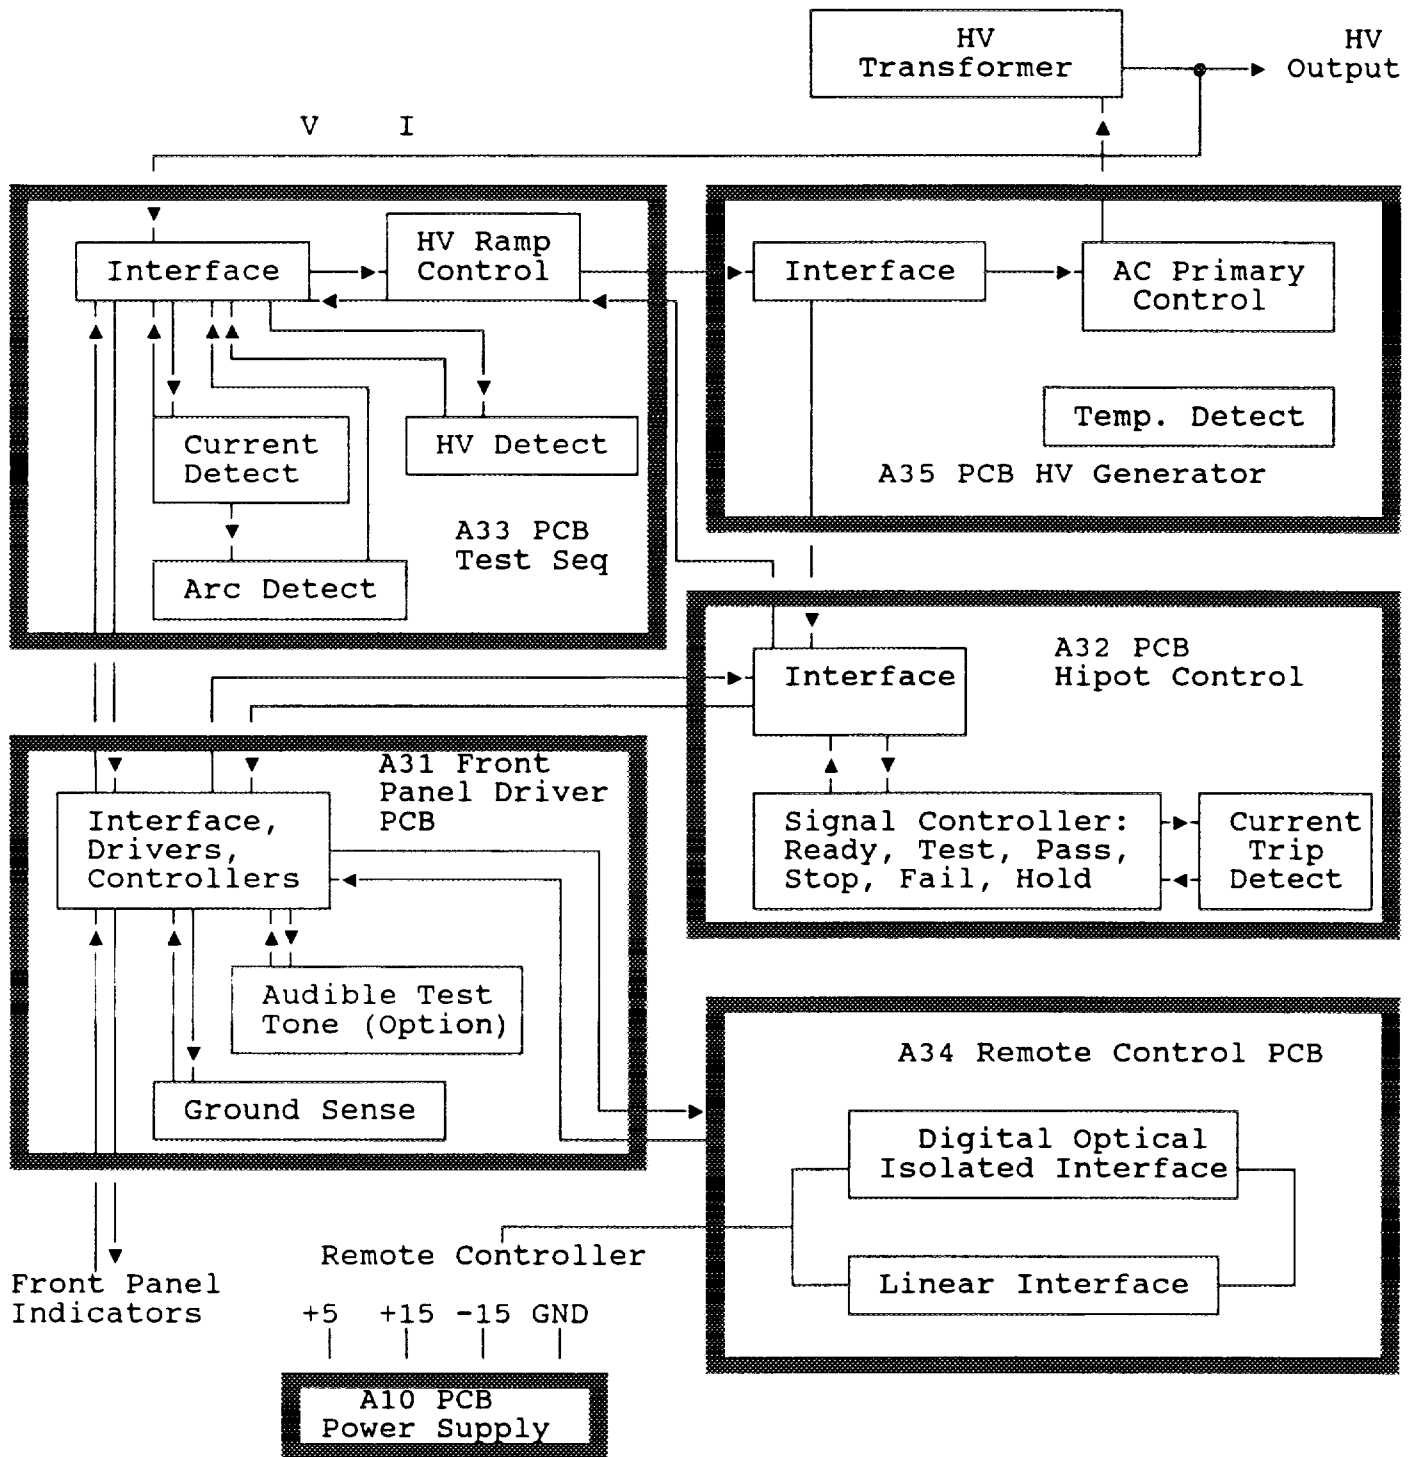 HV
Transformer
HV
Output
V I
Interface
HV Ramp
Control
Current
Detect
HV Detect
Arc Detect
A33 PCB
Test Seq
Interface
AC Primary
Control
Temp. Detect
A35 PCB HV Generator
A32 PCB
Hipot Control
Interface
Signal Controller:
Ready, Test, Pass,
Stop, Fail, Hold
Current
Trip
Detect
A31 Front
Panel Driver
PCB
Interface,
Drivers,
Controllers
Audible Test
Tone (Option)
Ground Sense
A34 Remote Control PCB
Digital Optical
Isolated Interface
Linear Interface
Remote Controller
Front Panel
Indicators
+5 +15 -15 GND
A10 PCB
Power Supply